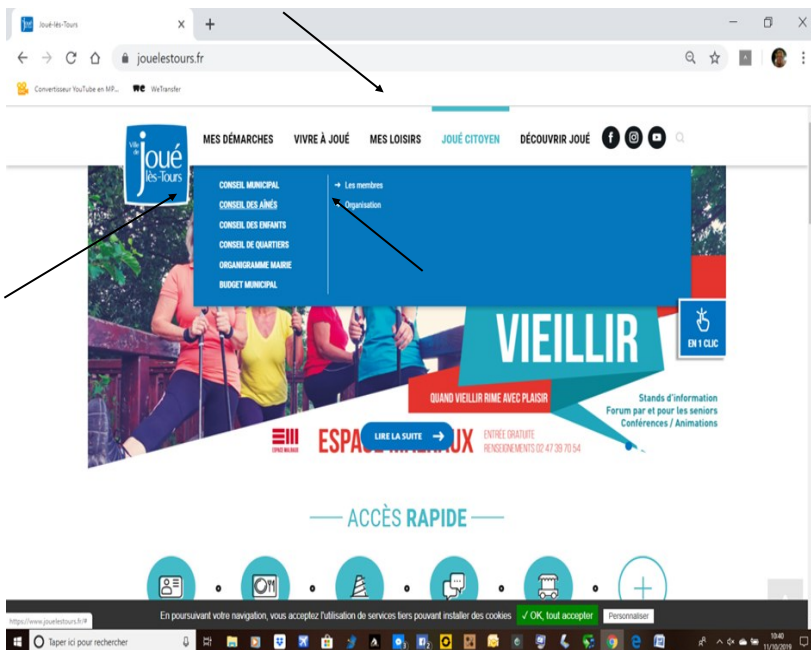 Joué-lès-Tours
jouelestours.fr
Convertisseur YouTube en MP...
we WeTransfer
Ville de Joué lès-Tours
MES DÉMARCHES VIVRE À JOUÉ MES LOISIRS JOUÉ CITOYEN DÉCOUVRIR JOUÉ
CONSEIL MUNICIPAL
CONSEIL DES AÎNÉS
CONSEIL DES ENFANTS
CONSEIL DE QUARTIERS
ORGANIGRAMME MAIRIE
BUDGET MUNICIPAL
→ Les membres
Organisation
EN 1 CLIC
VIEILLIR
QUAND VIEILLIR RIME AVEC PLAISIR
Stands d'information
Forum par et pour les seniors
Conférences / Animations
ESPACE MALRAUX
LIRE LA SUITE →
ENTRÉE GRATUITE
RENSEIGNEMENTS 02 47 39 70 54
ACCÈS RAPIDE
https://www.jouelestours.fr/#
En poursuivant votre navigation, vous acceptez l'utilisation de services tiers pouvant installer des cookies
✓ OK, tout accepter
Personnaliser
Taper ici pour rechercher
10:40
11/10/2019